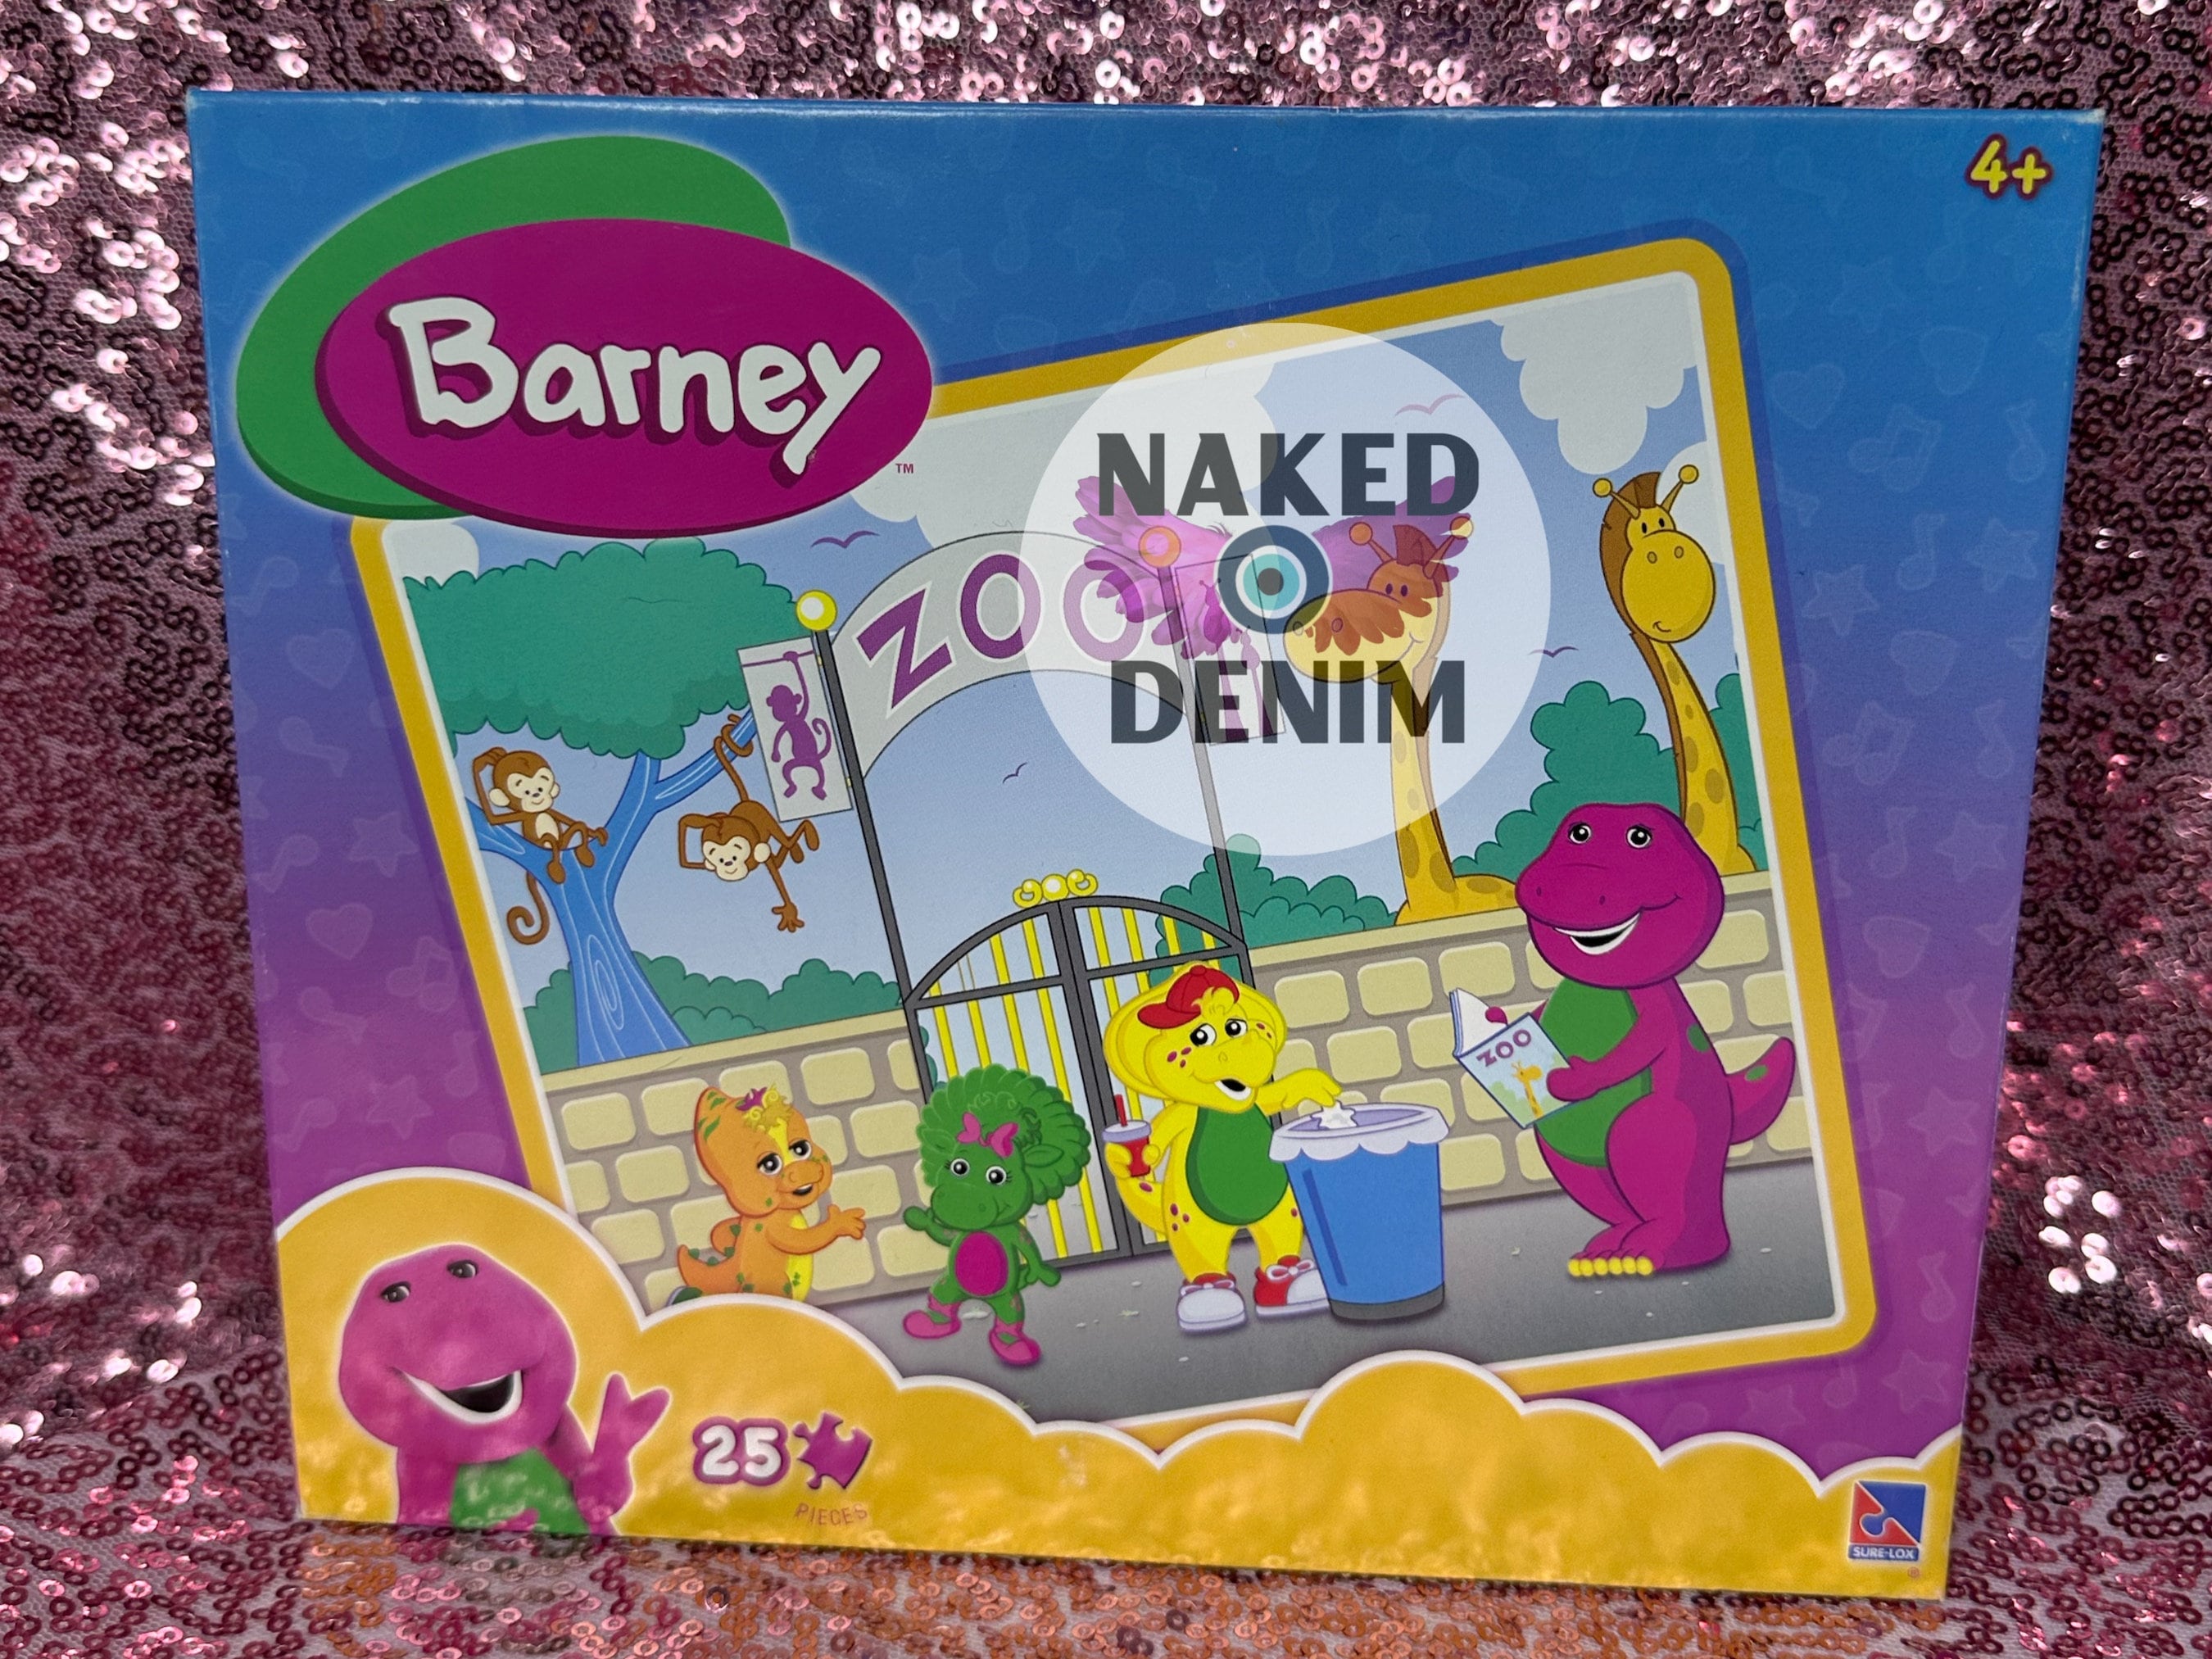 4+
Barney
™
NAKED
DENIM
ZOO
ZOO
25
PIECES
SURE-LOX
®